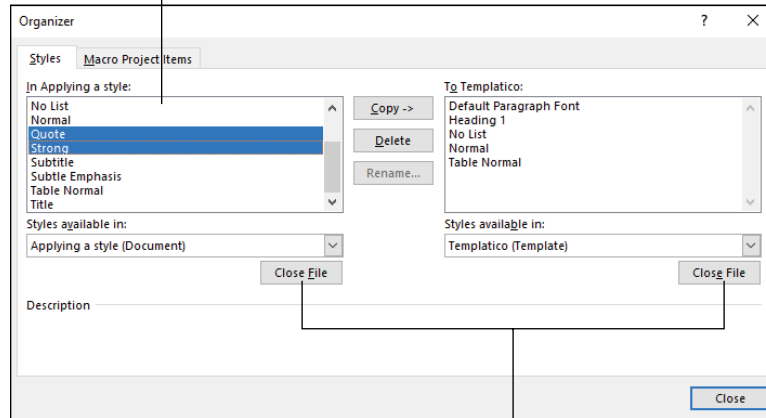 Organizer
?
Styles
Macro Project Items
In Applying a style:
No List
Normal
Quote
Strong
Subtitle
Subtle Emphasis
Table Normal
Title
Copy ->
Delete
Rename...
To Templatico:
Default Paragraph Font
Heading 1
No List
Normal
Table Normal
Styles available in:
Applying a style (Document)
Close File
Styles available in:
Templatico (Template)
Close File
Description
Close